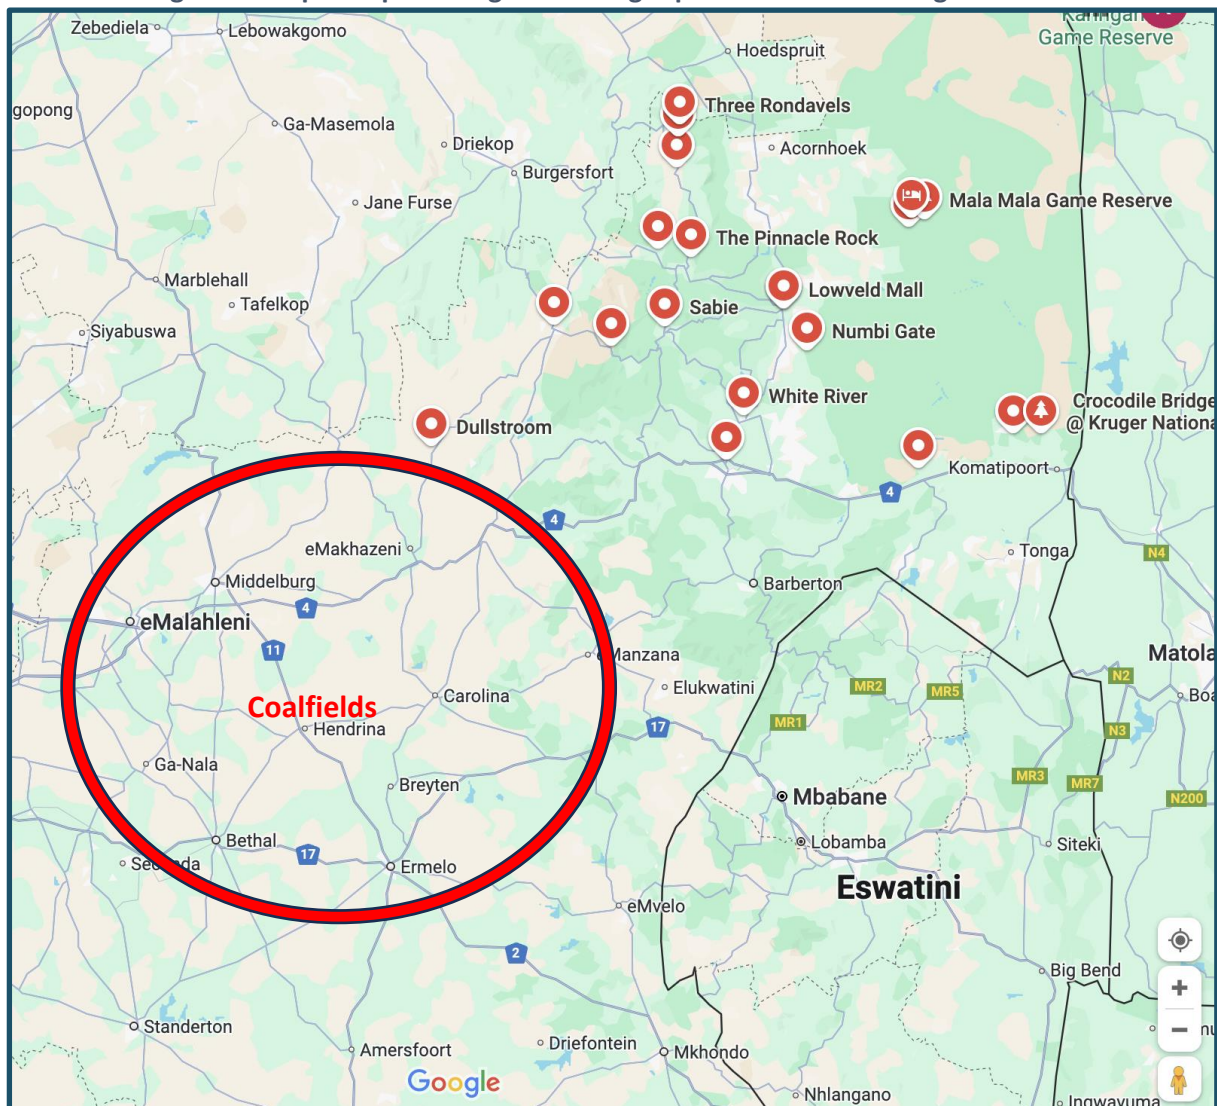 Zebediela
Lebowakgomo
Game Reserve
Hoedspruit
gopong
Three Rondavels
Ga-Masemola
Driekop
Acornhoek
Burgersfort
Jane Furse
Mala Mala Game Reserve
The Pinnacle Rock
Marblehall
Tafelkop
Lowveld Mall
Sabie
Siyabuswa
Numbi Gate
White River
Crocodile Bridge
@ Kruger Nationa
Dullstroom
Komatipoort
4
4
eMakhazeni
Tonga
N4
Middelburg
Barberton
4
eMalahleni
11
eManzana
Matola
Elukwatini
MR2
MR5
N2
Carolina
Boa
Coalfields
Hendrina
17
MR1
N3
Ga-Nala
MR3
MR7
Breyten
Mbabane
N200
Bethal
Lobamba
Siteki
17
Ermelo
Eswatini
eMvelo
2
Big Bend
+
Standerton
−
Amersfoort
Driefontein
Mkhondo
Google
Nhlangano
Ingwavuma